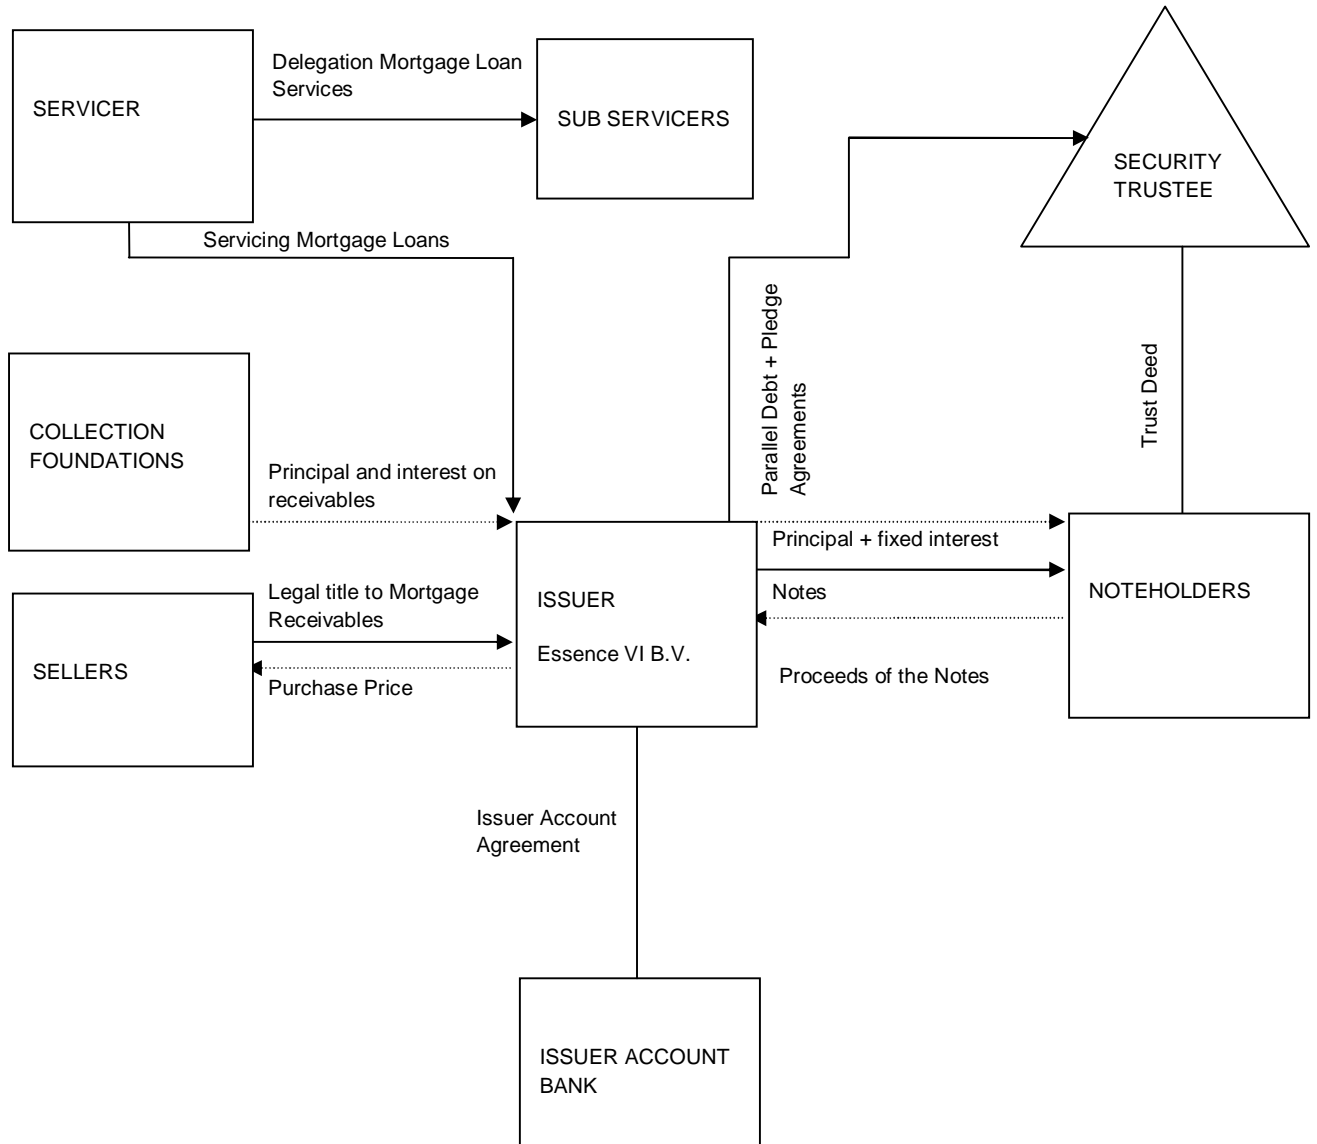 Delegation Mortgage Loan
Services
SERVICER
SUB SERVICERS
SECURITY
TRUSTEE
Servicing Mortgage Loans
Parallel Debt + Pledge
Agreements
Trust Deed
COLLECTION
FOUNDATIONS
Principal and interest on
receivables
Principal + fixed interest
Legal title to Mortgage
Receivables
ISSUER
Essence VI B.V.
Notes
NOTEHOLDERS
SELLERS
Purchase Price
Proceeds of the Notes
Issuer Account
Agreement
ISSUER ACCOUNT
BANK